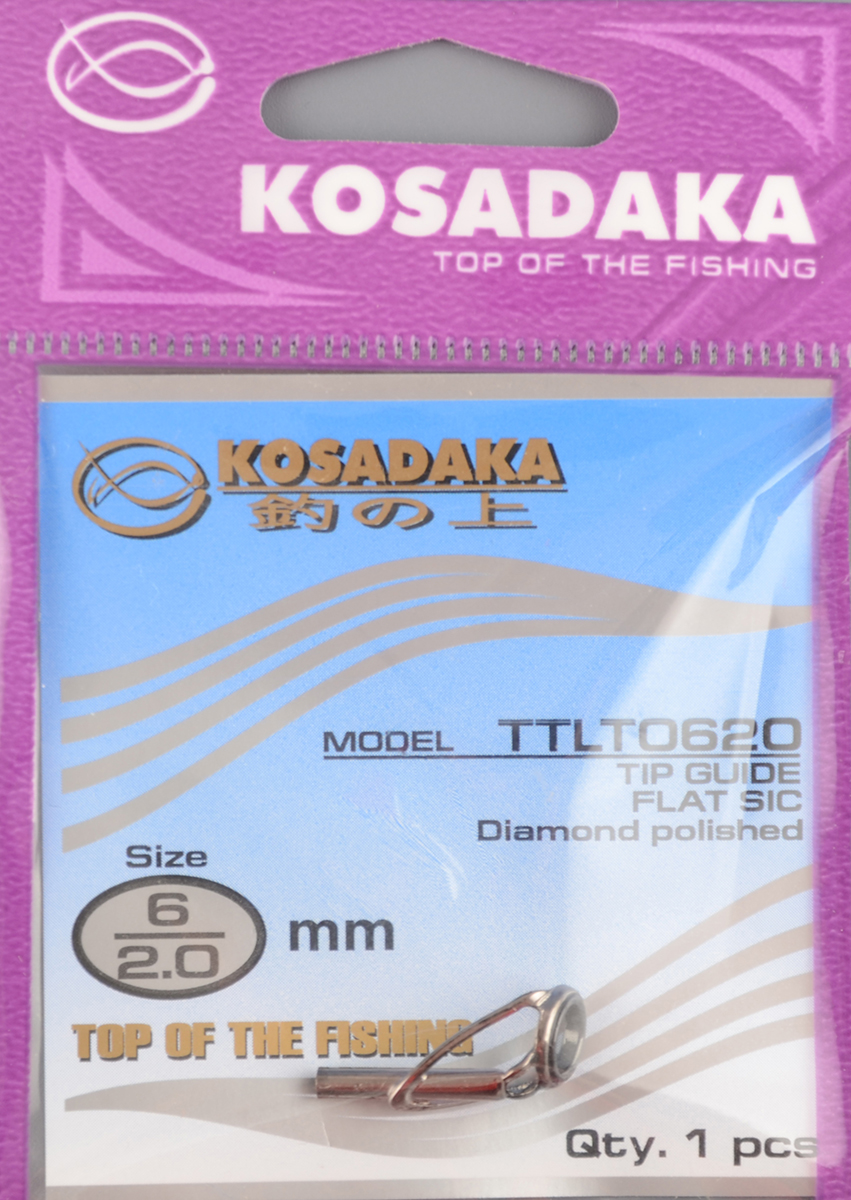 KOSADAKA
TOP OF THE FISHING
KOSADAKA
釣の上
MODEL TTLT0620
TIP GUIDE
FLAT SIC
Diamond polished
Size
6
2.0
mm
TOP OF THE FISHING
Qty. 1 pcs